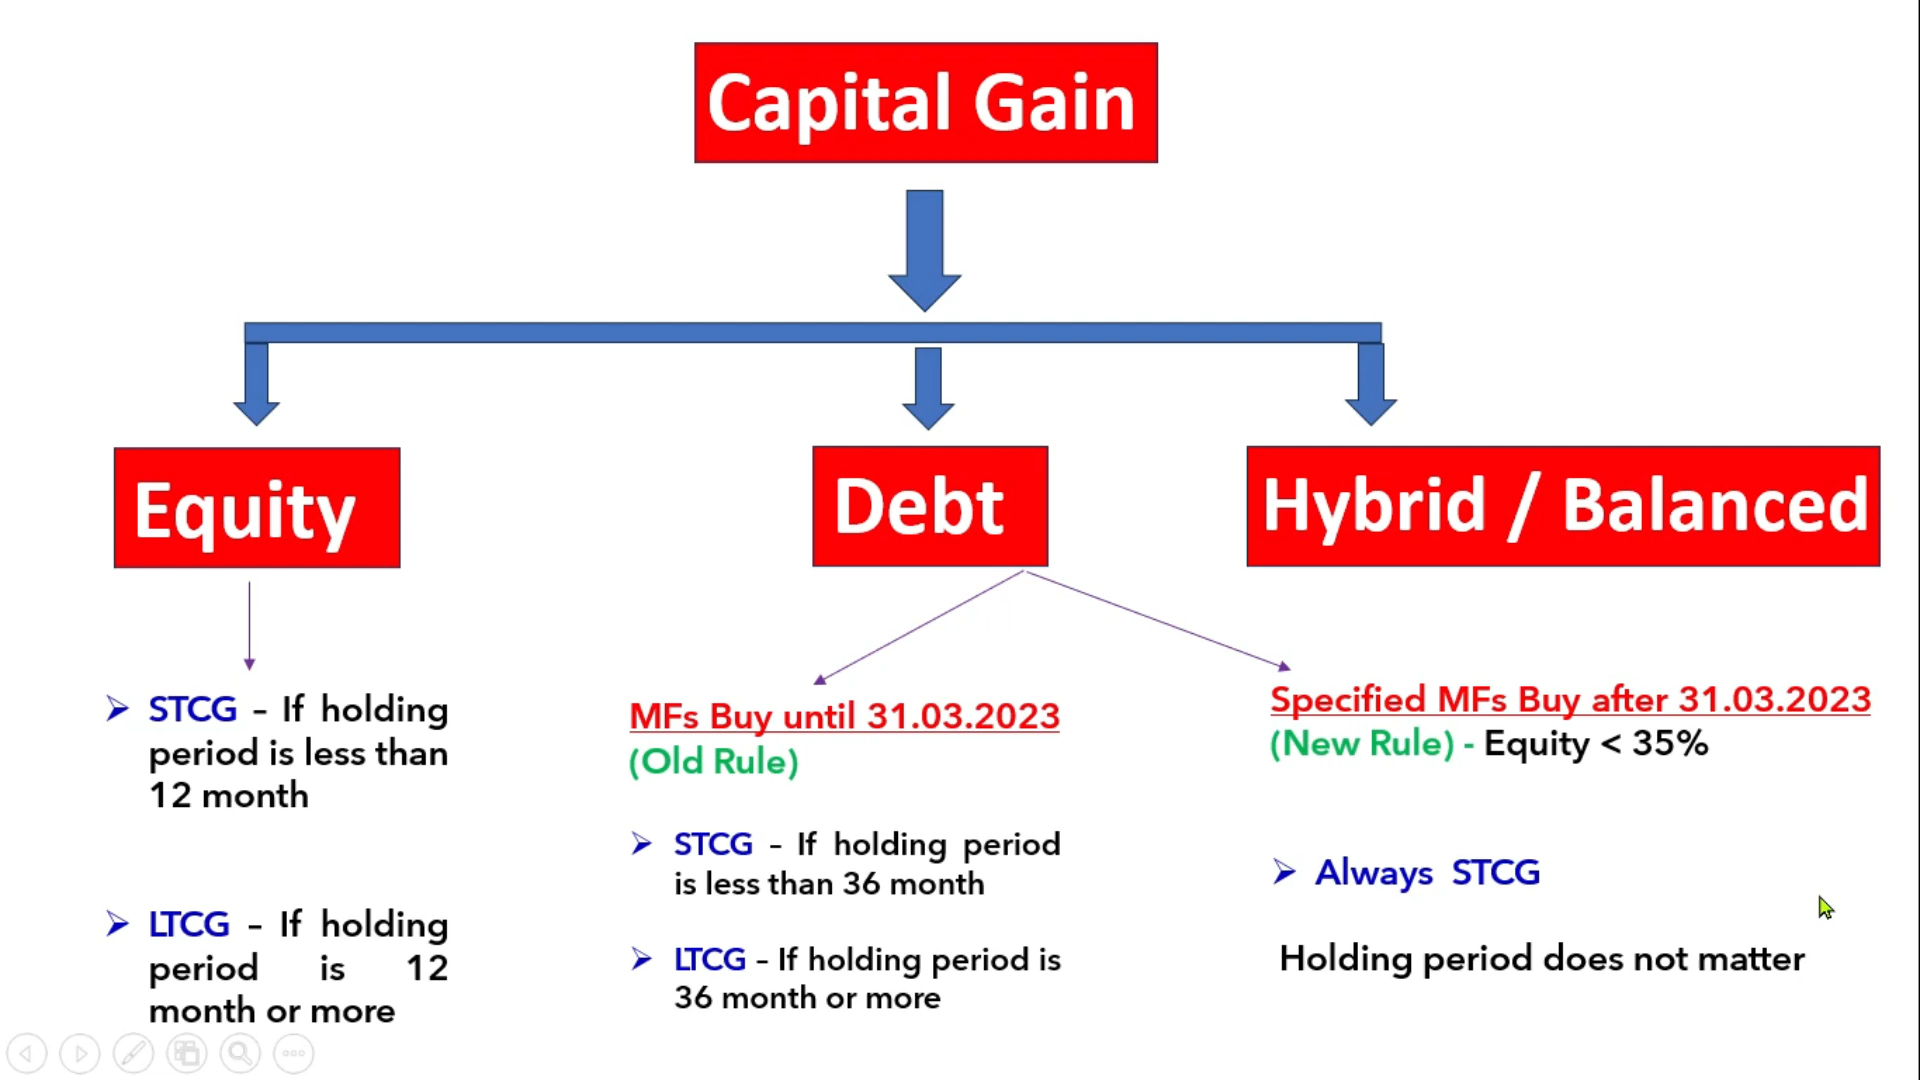 Capital Gain
Equity
Debt
Hybrid / Balanced
STCG – If holding
period is less than
12 month
LTCG – If holding
period is 12
month or more
MFs Buy until 31.03.2023
(Old Rule)
STCG – If holding period
is less than 36 month
LTCG – If holding period is
36 month or more
Specified MFs Buy after 31.03.2023
(New Rule) - Equity < 35%
Always STCG
Holding period does not matter